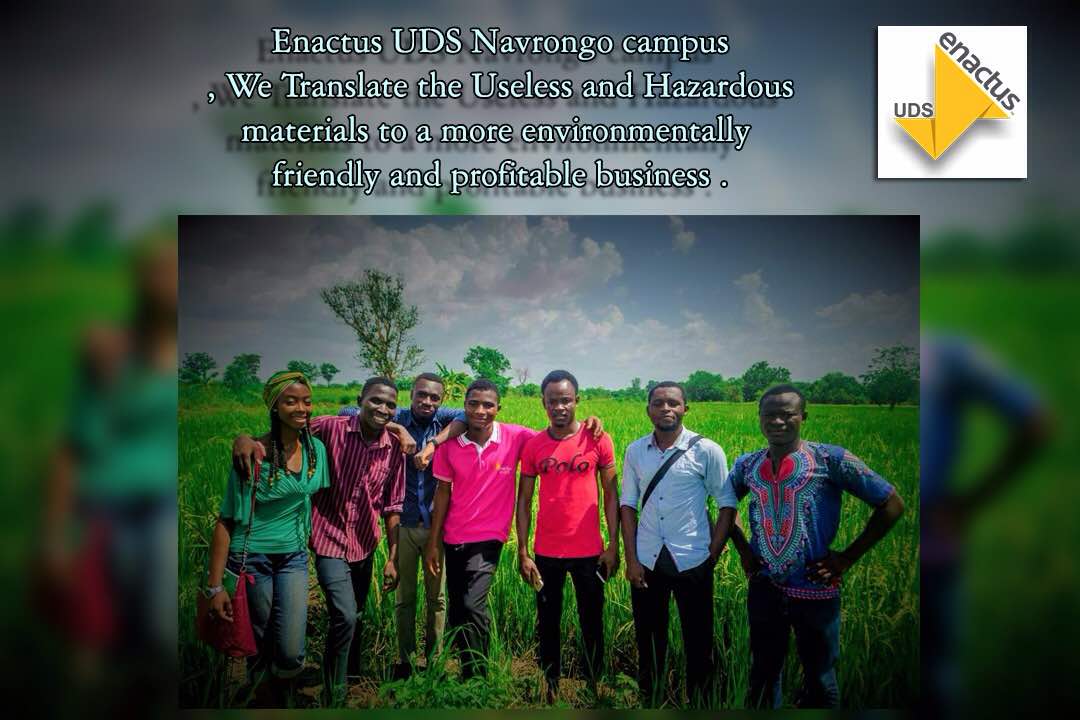 Enactus UDS Navrongo campus
, We Translate the Useless and Hazardous
materials to a more environmentally
friendly and profitable business .
enactus
UDS
Polo